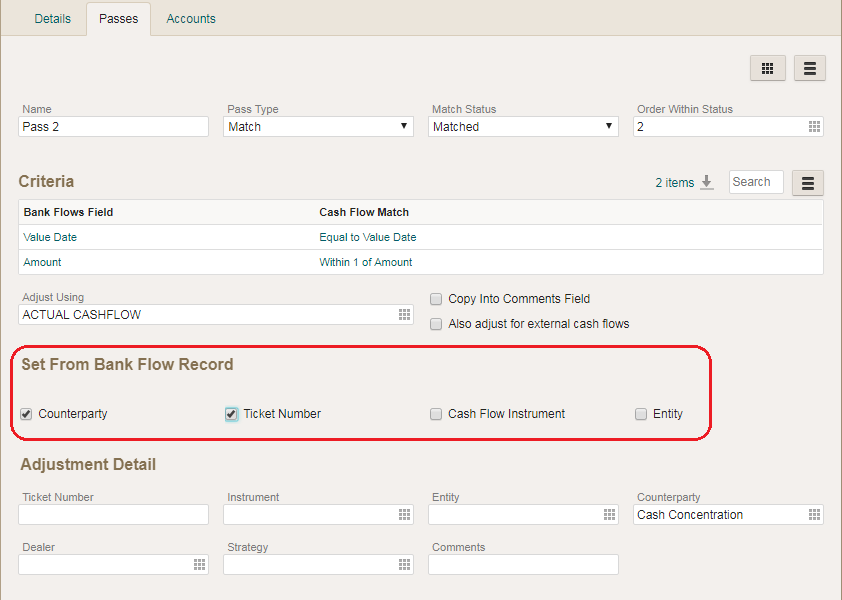 Details Passes Accounts
Name Pass Type Match Status Order Within Status
Pass 2 Match Matched 2
Criteria 2 items Search
Bank Flows Field Cash Flow Match
Value Date Equal to Value Date
Amount Within 1 of Amount
Adjust Using Copy Into Comments Field
ACTUAL CASHFLOW Also adjust for external cash flows
Set From Bank Flow Record
Counterparty Ticket Number Cash Flow Instrument Entity
Adjustment Detail
Ticket Number Instrument Entity Counterparty
Cash Concentration
Dealer Strategy Comments